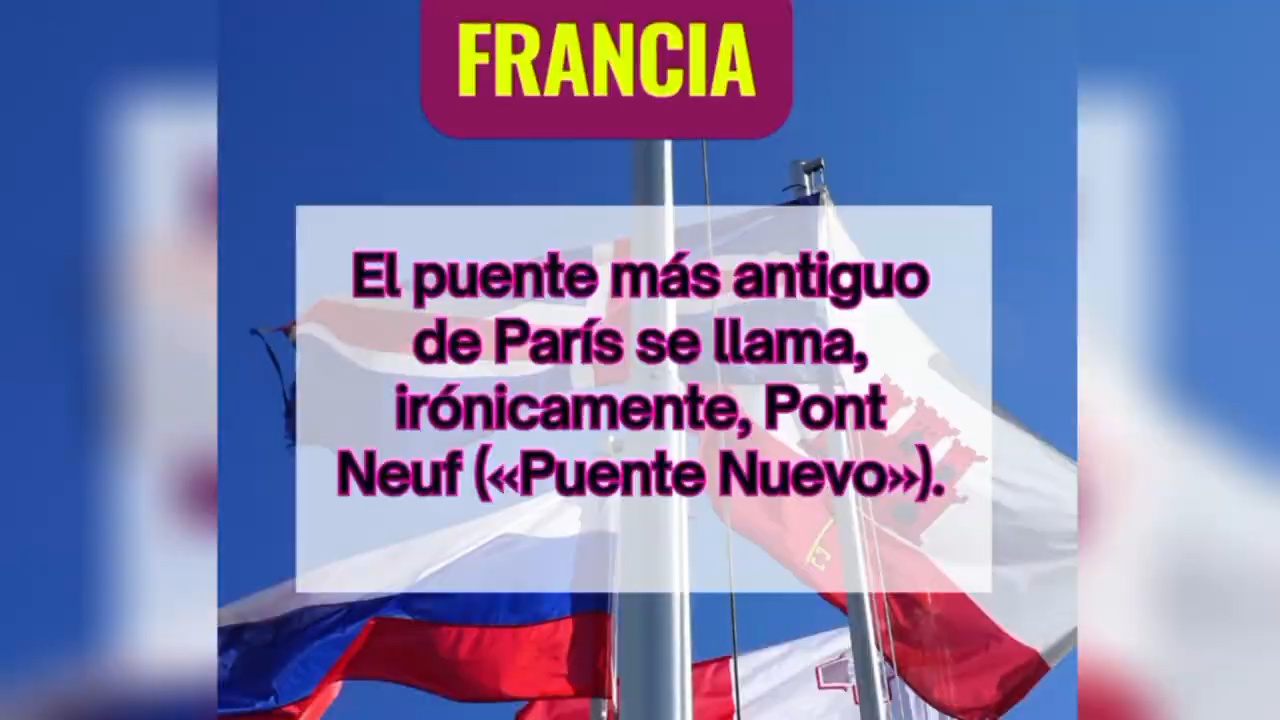 FRANCIA
El puente más antiguo
de París se llama,
irónicamente, Pont
Neuf («Puente Nuevo»).